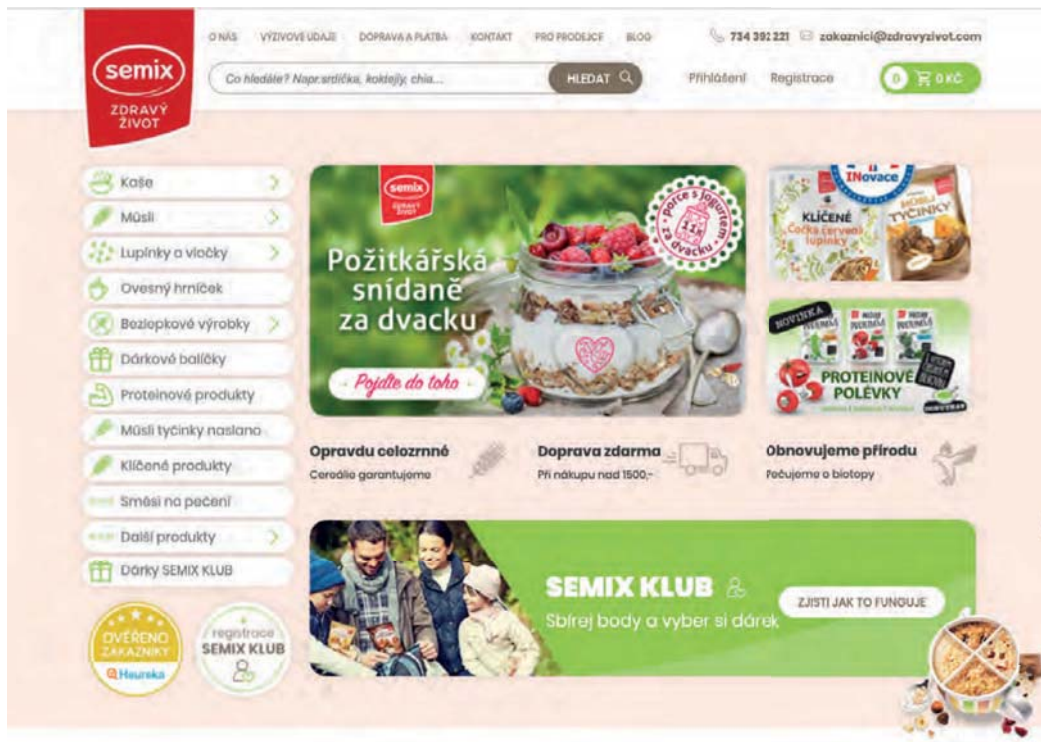 O NÁS VÝŽIVOVÉ ÚDAJE DOPRAVA A PLATBA KONTAKT PRO PRODEJCE BLOG 734 392 221 zakaznici@zdravyzivot.com
semix
ZDRAVÝ
ŽIVOT
Co hledáte? Např.srdíčka, koktejly, chia...
HLEDAT
Přihlášení Registrace 0 0 KČ
Kaše
Müsli
Lupínky a vločky
Ovesný hrníček
Bezlepkové výrobky
Dárkové balíčky
Proteinové produkty
Müsli tyčinky naslano
Klíčené produkty
Směsi na pečení
Další produkty
Dárky SEMIX KLUB
OVĚŘENO
ZÁKAZNÍKY
Heureka
registrace
SEMIX KLUB
semix
ZDRAVÝ
ŽIVOT
Požitkářská
snídaně
za dvacku
Pojďte do toho
porce s jogurtem
za dvacku
INovace
KLÍČENÉ
Čočka červená
lupínky
MÜSLI
TYČINKY
NOVINKA
PROTEINOVÉ
POLÉVKY
Opravdu celozrnné
Cereálie garantujeme
Doprava zdarma
Při nákupu nad 1500,-
Obnovujeme přírodu
Pečujeme o biotopy
SEMIX KLUB
Sbírej body a vyber si dárek
ZJISTI JAK TO FUNGUJE